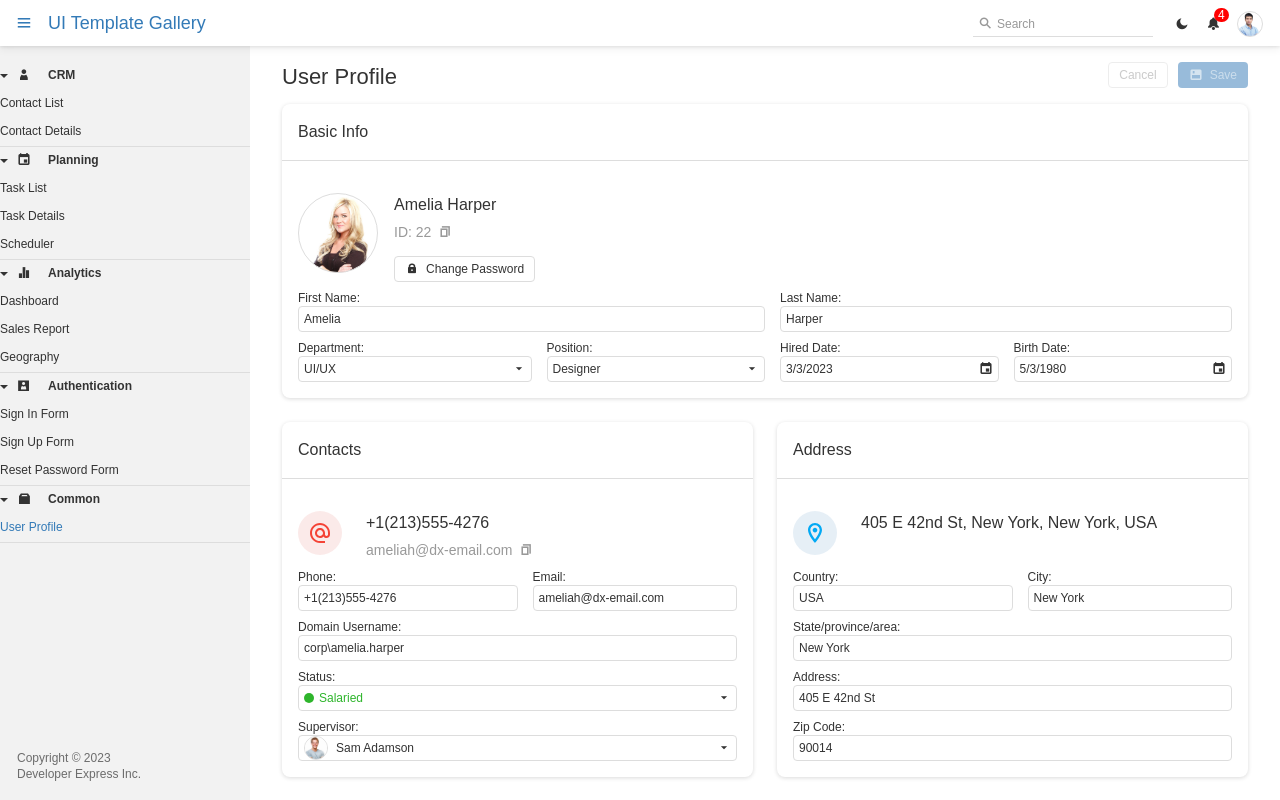 UI Template Gallery
Search
4
CRM
Contact List
Contact Details
Planning
Task List
Task Details
Scheduler
Analytics
Dashboard
Sales Report
Geography
Authentication
Sign In Form
Sign Up Form
Reset Password Form
Common
User Profile
Copyright © 2023
Developer Express Inc.
User Profile
Cancel
Save
Basic Info
Amelia Harper
ID: 22
Change Password
First Name:
Amelia
Last Name:
Harper
Department:
UI/UX
Position:
Designer
Hired Date:
3/3/2023
Birth Date:
5/3/1980
Contacts
+1(213)555-4276
ameliah@dx-email.com
Phone:
+1(213)555-4276
Email:
ameliah@dx-email.com
Domain Username:
corp\amelia.harper
Status:
Salaried
Supervisor:
Sam Adamson
Address
405 E 42nd St, New York, New York, USA
Country:
USA
City:
New York
State/province/area:
New York
Address:
405 E 42nd St
Zip Code:
90014